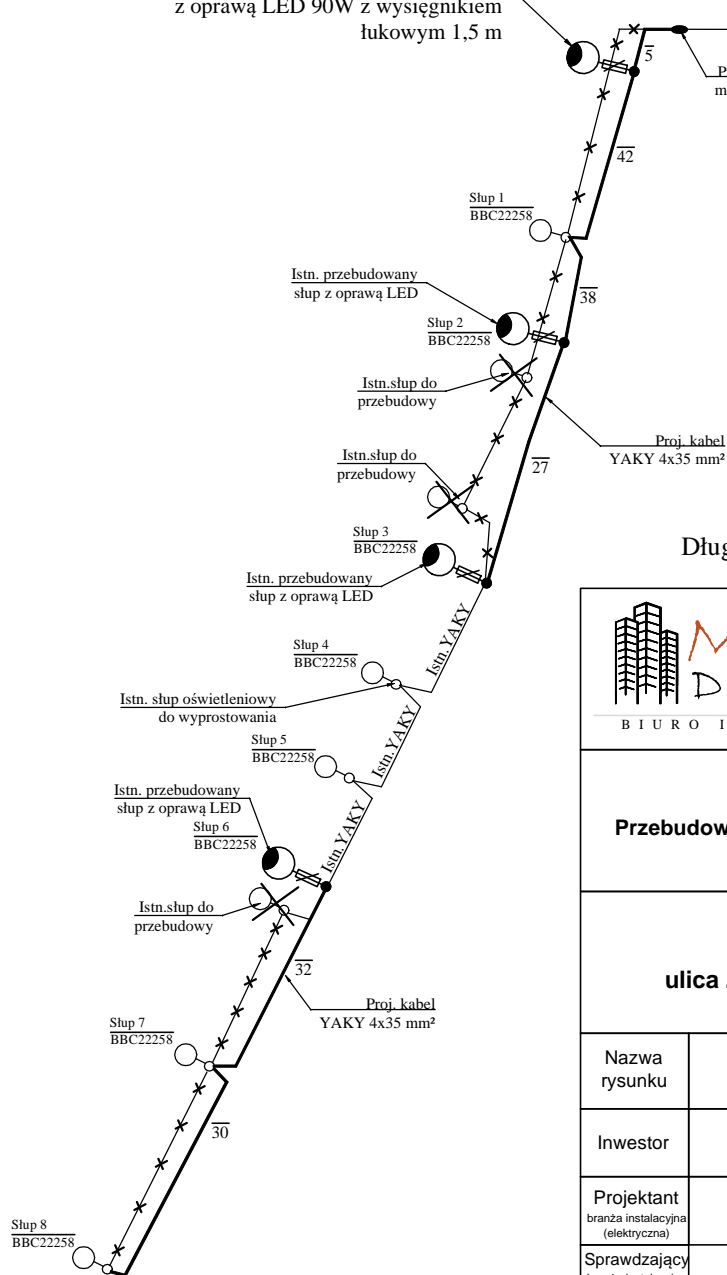 z oprawą LED 90W z wysięgnikiem
łukowym 1,5 m
5
P
m
42
Słup 1
BBC22258
Istn. przebudowany
słup z oprawą LED
38
Słup 2
BBC22258
Istn.słup do
przebudowy
Proj. kabel
YAKY 4x35 mm²
Istn.słup do
przebudowy
27
Słup 3
BBC22258
Istn. przebudowany
słup z oprawą LED
Dług
Istn.YAKY
Słup 4
BBC22258
Istn. słup oświetleniowy
do wyprostowania
Istn.YAKY
Słup 5
BBC22258
Istn.YAKY
Istn. przebudowany
słup z oprawą LED
Słup 6
BBC22258
Istn.słup do
przebudowy
32
Proj. kabel
YAKY 4x35 mm²
Słup 7
BBC22258
30
Słup 8
BBC22258
M
D
BIURO I
Przebudow
ulica
Nazwa
rysunku
Inwestor
Projektant
branża instalacyjna
(elektryczna)
Sprawdzający